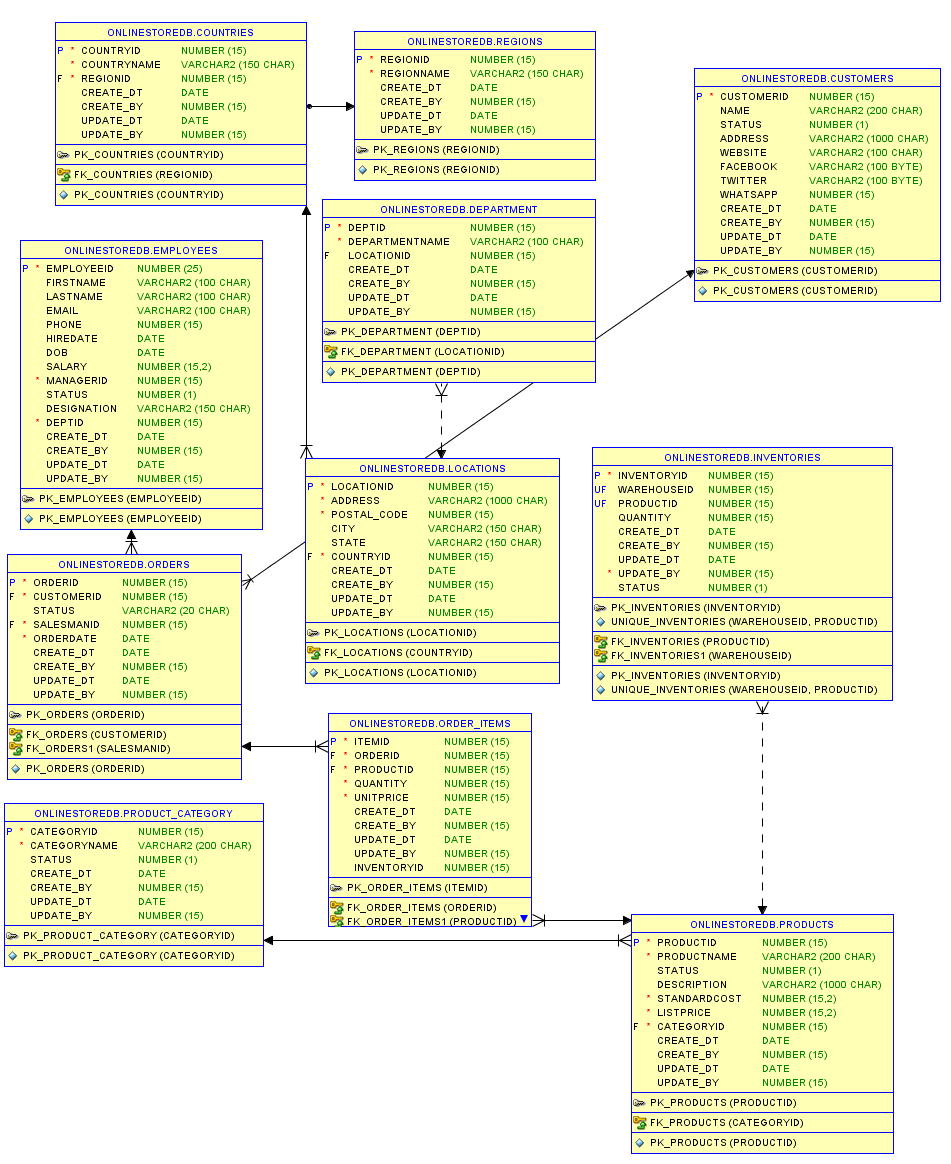 ONLINESTOREDB.COUNTRIES
P * COUNTRYID NUMBER (15)
* COUNTRYNAME VARCHAR2 (150 CHAR)
F * REGIONID NUMBER (15)
CREATE_DT DATE
CREATE_BY NUMBER (15)
UPDATE_DT DATE
UPDATE_BY NUMBER (15)
PK_COUNTRIES (COUNTRYID)
FK_COUNTRIES (REGIONID)
PK_COUNTRIES (COUNTRYID)
ONLINESTOREDB.REGIONS
P * REGIONID NUMBER (15)
* REGIONNAME VARCHAR2 (150 CHAR)
CREATE_DT DATE
CREATE_BY NUMBER (15)
UPDATE_DT DATE
UPDATE_BY NUMBER (15)
PK_REGIONS (REGIONID)
PK_REGIONS (REGIONID)
ONLINESTOREDB.CUSTOMERS
P * CUSTOMERID NUMBER (15)
NAME VARCHAR2 (200 CHAR)
STATUS NUMBER (1)
ADDRESS VARCHAR2 (1000 CHAR)
WEBSITE VARCHAR2 (100 CHAR)
FACEBOOK VARCHAR2 (100 BYTE)
TWITTER VARCHAR2 (100 BYTE)
WHATSAPP NUMBER (15)
CREATE_DT DATE
CREATE_BY NUMBER (15)
UPDATE_DT DATE
UPDATE_BY NUMBER (15)
PK_CUSTOMERS (CUSTOMERID)
PK_CUSTOMERS (CUSTOMERID)
ONLINESTOREDB.DEPARTMENT
P * DEPTID NUMBER (15)
* DEPARTMENTNAME VARCHAR2 (100 CHAR)
F LOCATIONID NUMBER (15)
CREATE_DT DATE
CREATE_BY NUMBER (15)
UPDATE_DT DATE
UPDATE_BY NUMBER (15)
PK_DEPARTMENT (DEPTID)
FK_DEPARTMENT (LOCATIONID)
PK_DEPARTMENT (DEPTID)
ONLINESTOREDB.EMPLOYEES
P * EMPLOYEEID NUMBER (25)
FIRSTNAME VARCHAR2 (100 CHAR)
LASTNAME VARCHAR2 (100 CHAR)
EMAIL VARCHAR2 (100 CHAR)
PHONE NUMBER (15)
HIREDATE DATE
DOB DATE
SALARY NUMBER (15,2)
* MANAGERID NUMBER (15)
STATUS NUMBER (1)
DESIGNATION VARCHAR2 (150 CHAR)
* DEPTID NUMBER (15)
CREATE_DT DATE
CREATE_BY NUMBER (15)
UPDATE_DT DATE
UPDATE_BY NUMBER (15)
PK_EMPLOYEES (EMPLOYEEID)
PK_EMPLOYEES (EMPLOYEEID)
ONLINESTOREDB.LOCATIONS
P * LOCATIONID NUMBER (15)
* ADDRESS VARCHAR2 (1000 CHAR)
* POSTAL_CODE NUMBER (15)
CITY VARCHAR2 (150 CHAR)
STATE VARCHAR2 (150 CHAR)
F * COUNTRYID NUMBER (15)
CREATE_DT DATE
CREATE_BY NUMBER (15)
UPDATE_DT DATE
UPDATE_BY NUMBER (15)
PK_LOCATIONS (LOCATIONID)
FK_LOCATIONS (COUNTRYID)
PK_LOCATIONS (LOCATIONID)
ONLINESTOREDB.INVENTORIES
P * INVENTORYID NUMBER (15)
UF WAREHOUSEID NUMBER (15)
UF PRODUCTID NUMBER (15)
QUANTITY NUMBER (15)
CREATE_DT DATE
CREATE_BY NUMBER (15)
UPDATE_DT DATE
* UPDATE_BY NUMBER (15)
STATUS NUMBER (1)
PK_INVENTORIES (INVENTORYID)
UNIQUE_INVENTORIES (WAREHOUSEID, PRODUCTID)
FK_INVENTORIES (PRODUCTID)
FK_INVENTORIES1 (WAREHOUSEID)
PK_INVENTORIES (INVENTORYID)
UNIQUE_INVENTORIES (WAREHOUSEID, PRODUCTID)
ONLINESTOREDB.ORDERS
P * ORDERID NUMBER (15)
F * CUSTOMERID NUMBER (15)
STATUS VARCHAR2 (20 CHAR)
F * SALESMANID NUMBER (15)
* ORDERDATE DATE
CREATE_DT DATE
CREATE_BY NUMBER (15)
UPDATE_DT DATE
UPDATE_BY NUMBER (15)
PK_ORDERS (ORDERID)
FK_ORDERS (CUSTOMERID)
FK_ORDERS1 (SALESMANID)
PK_ORDERS (ORDERID)
ONLINESTOREDB.ORDER_ITEMS
P * ITEMID NUMBER (15)
F * ORDERID NUMBER (15)
F * PRODUCTID NUMBER (15)
* QUANTITY NUMBER (15)
* UNITPRICE NUMBER (15)
CREATE_DT DATE
CREATE_BY NUMBER (15)
UPDATE_DT DATE
UPDATE_BY NUMBER (15)
INVENTORYID NUMBER (15)
PK_ORDER_ITEMS (ITEMID)
FK_ORDER_ITEMS (ORDERID)
FK_ORDER_ITEMS1 (PRODUCTID)
ONLINESTOREDB.PRODUCT_CATEGORY
P * CATEGORYID NUMBER (15)
* CATEGORYNAME VARCHAR2 (200 CHAR)
STATUS NUMBER (1)
CREATE_DT DATE
CREATE_BY NUMBER (15)
UPDATE_DT DATE
UPDATE_BY NUMBER (15)
PK_PRODUCT_CATEGORY (CATEGORYID)
PK_PRODUCT_CATEGORY (CATEGORYID)
ONLINESTOREDB.PRODUCTS
P * PRODUCTID NUMBER (15)
* PRODUCTNAME VARCHAR2 (200 CHAR)
STATUS NUMBER (1)
DESCRIPTION VARCHAR2 (1000 CHAR)
* STANDARDCOST NUMBER (15,2)
* LISTPRICE NUMBER (15,2)
F * CATEGORYID NUMBER (15)
CREATE_DT DATE
CREATE_BY NUMBER (15)
UPDATE_DT DATE
UPDATE_BY NUMBER (15)
PK_PRODUCTS (PRODUCTID)
FK_PRODUCTS (CATEGORYID)
PK_PRODUCTS (PRODUCTID)